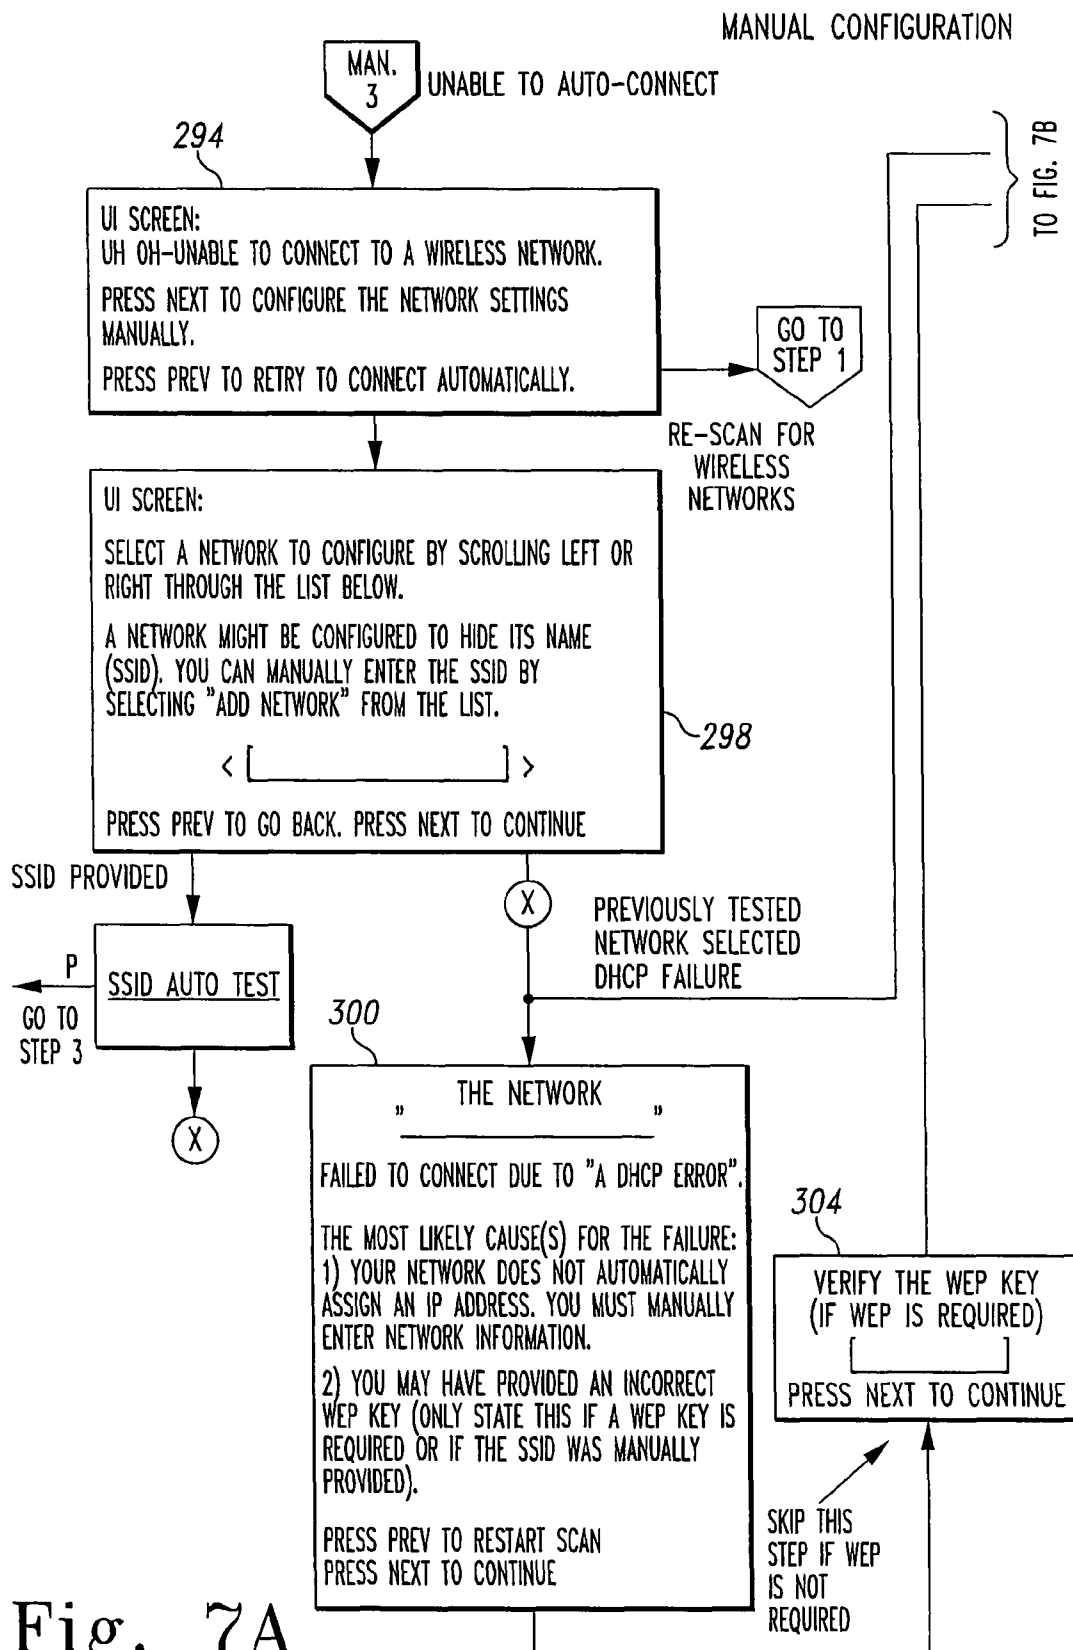 MANUAL CONFIGURATION
MAN.
3
UNABLE TO AUTO-CONNECT
TO FIG. 7B
294
UI SCREEN:
UH OH-UNABLE TO CONNECT TO A WIRELESS NETWORK.
PRESS NEXT TO CONFIGURE THE NETWORK SETTINGS
MANUALLY.
PRESS PREV TO RETRY TO CONNECT AUTOMATICALLY.
GO TO
STEP 1
RE-SCAN FOR
WIRELESS
NETWORKS
UI SCREEN:
SELECT A NETWORK TO CONFIGURE BY SCROLLING LEFT OR
RIGHT THROUGH THE LIST BELOW.
A NETWORK MIGHT BE CONFIGURED TO HIDE ITS NAME
(SSID). YOU CAN MANUALLY ENTER THE SSID BY
SELECTING "ADD NETWORK" FROM THE LIST.
< >
PRESS PREV TO GO BACK. PRESS NEXT TO CONTINUE
298
SSID PROVIDED
SSID AUTO TEST
P
GO TO
STEP 3
X
X
PREVIOUSLY TESTED
NETWORK SELECTED
DHCP FAILURE
300
THE NETWORK
" "
FAILED TO CONNECT DUE TO "A DHCP ERROR".
THE MOST LIKELY CAUSE(S) FOR THE FAILURE:
1) YOUR NETWORK DOES NOT AUTOMATICALLY
ASSIGN AN IP ADDRESS. YOU MUST MANUALLY
ENTER NETWORK INFORMATION.
2) YOU MAY HAVE PROVIDED AN INCORRECT
WEP KEY (ONLY STATE THIS IF A WEP KEY IS
REQUIRED OR IF THE SSID WAS MANUALLY
PROVIDED).
PRESS PREV TO RESTART SCAN
PRESS NEXT TO CONTINUE
304
VERIFY THE WEP KEY
(IF WEP IS REQUIRED)
PRESS NEXT TO CONTINUE
SKIP THIS
STEP IF WEP
IS NOT
REQUIRED
Fig. 7A